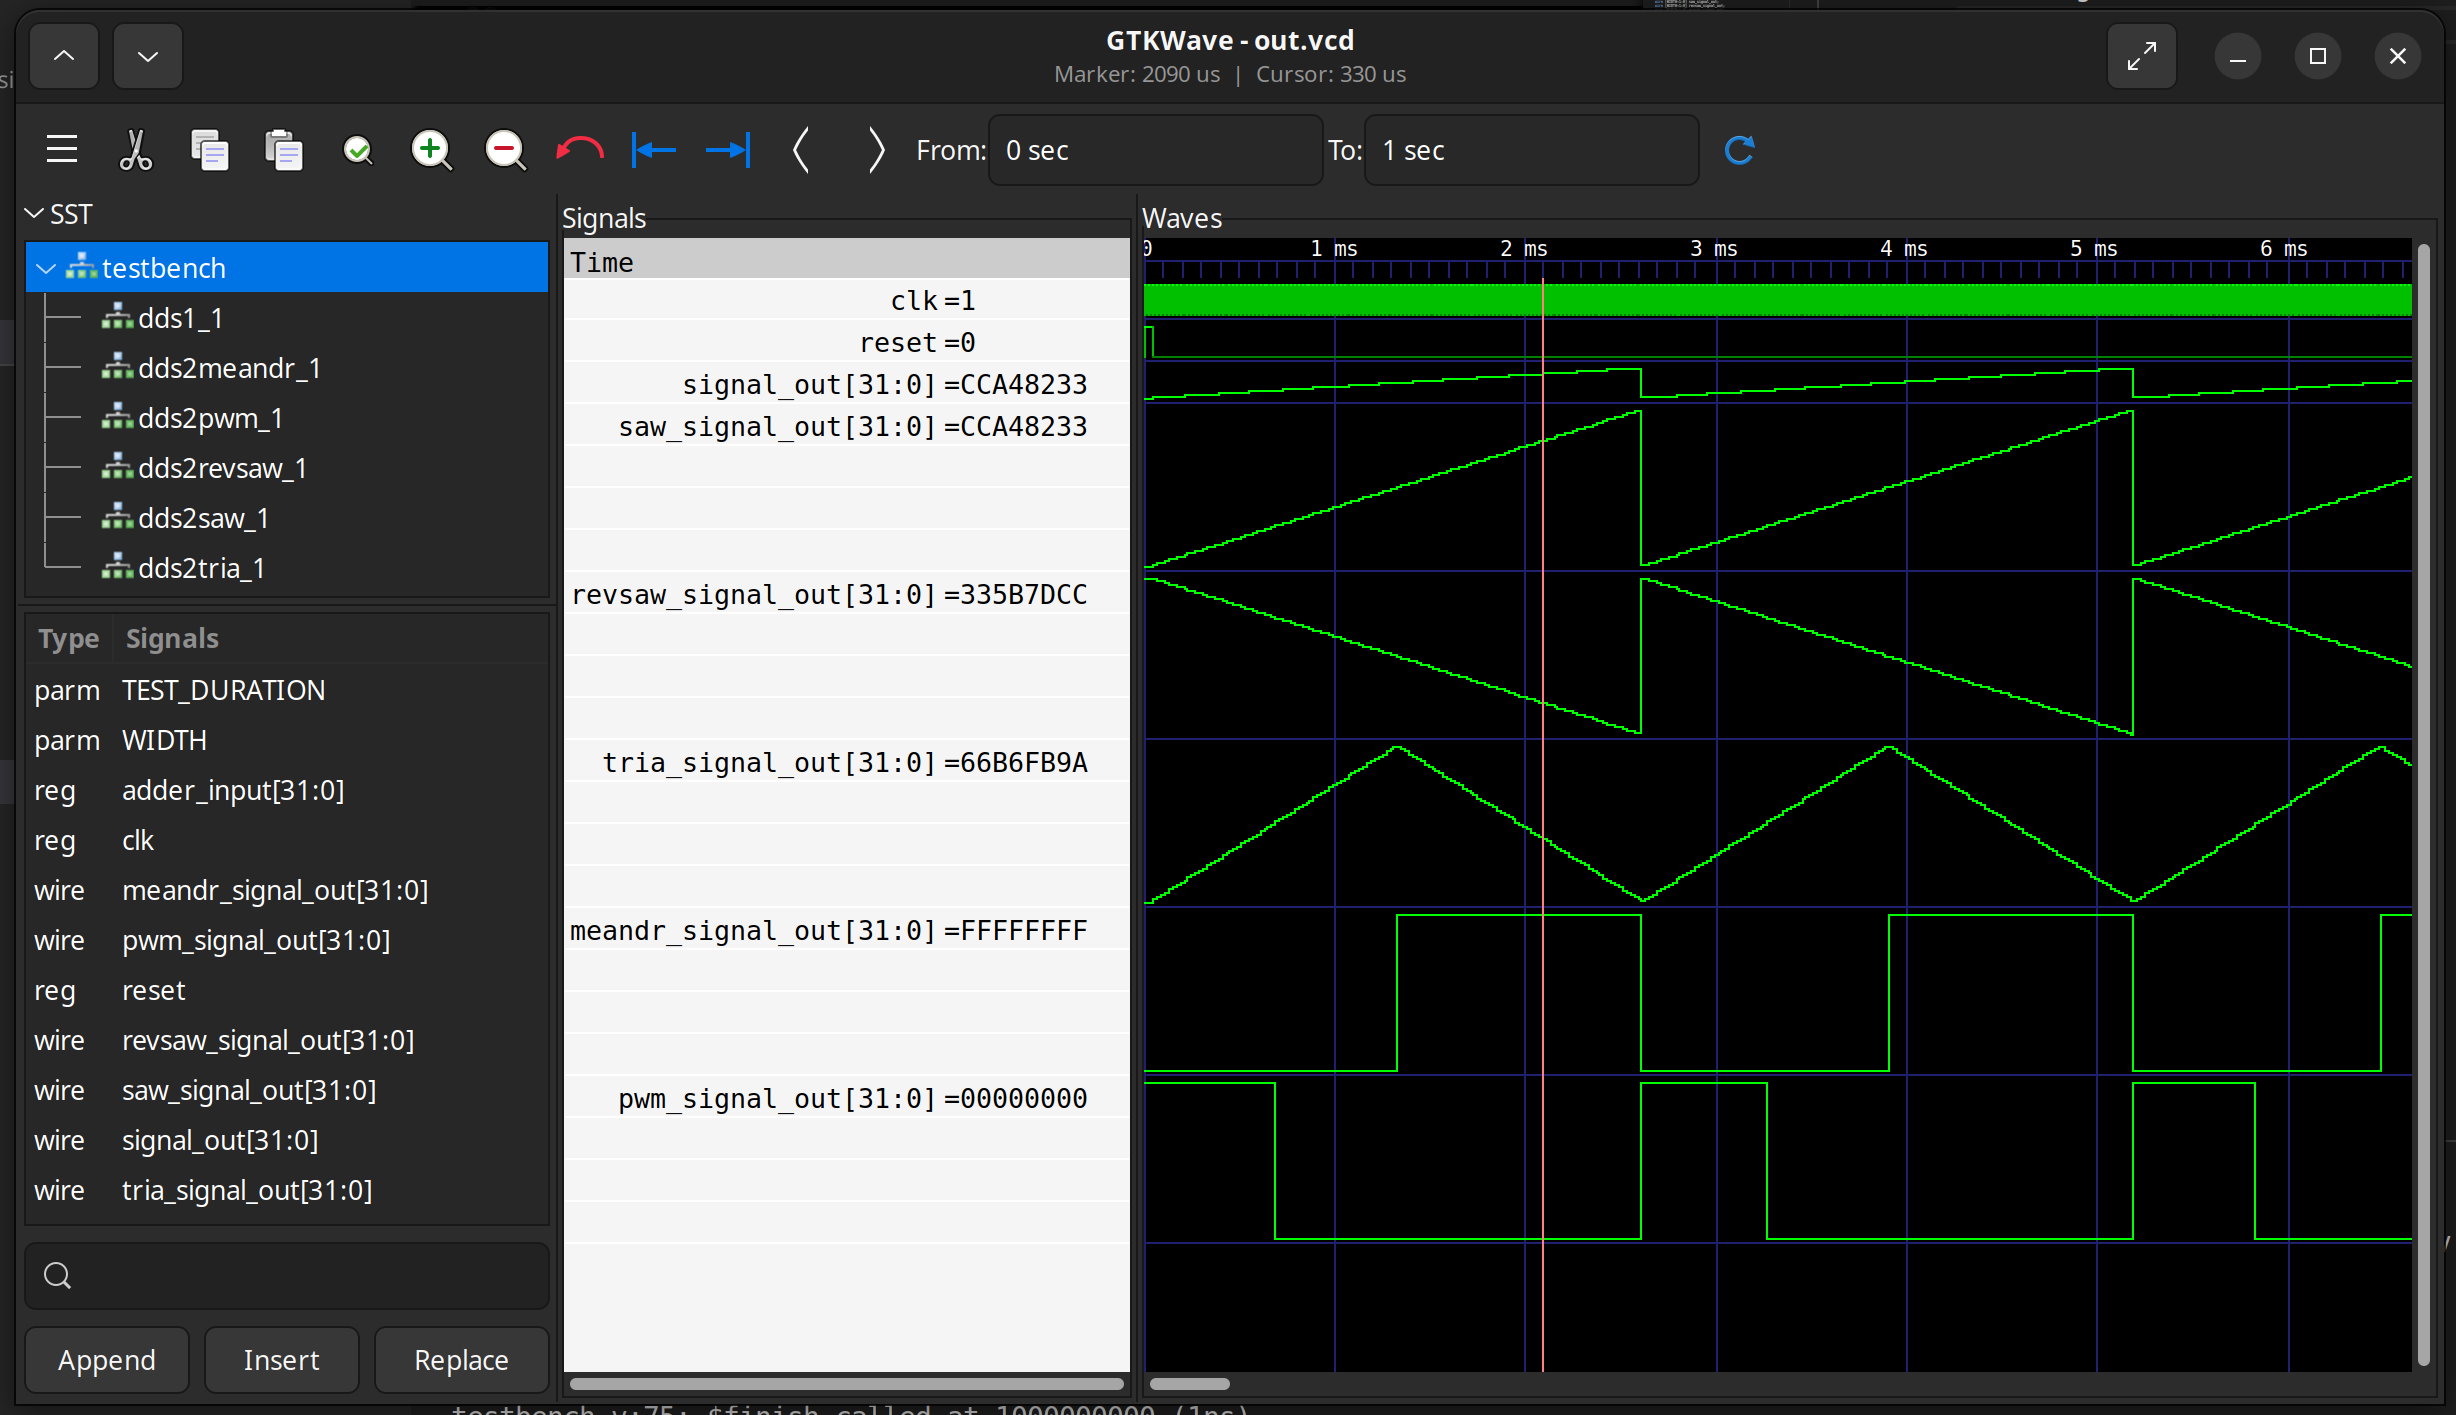 GTKWave - out.vcd
Marker: 2090 us | Cursor: 330 us
From: 0 sec To: 1 sec
SST
testbench
dds1_1
dds2meandr_1
dds2pwm_1
dds2revsaw_1
dds2saw_1
dds2tria_1
Type Signals
parm TEST_DURATION
parm WIDTH
reg adder_input[31:0]
reg clk
wire meandr_signal_out[31:0]
wire pwm_signal_out[31:0]
reg reset
wire revsaw_signal_out[31:0]
wire saw_signal_out[31:0]
wire signal_out[31:0]
wire tria_signal_out[31:0]
Append Insert Replace
Signals
Time
clk =1
reset =0
signal_out[31:0] =CCA48233
saw_signal_out[31:0] =CCA48233
revsaw_signal_out[31:0] =335B7DCC
tria_signal_out[31:0] =66B6FB9A
meandr_signal_out[31:0] =FFFFFFFF
pwm_signal_out[31:0] =00000000
Waves
0 1 ms 2 ms 3 ms 4 ms 5 ms 6 ms
testbench.v:75: $finish called at 1000000000 (1ns)